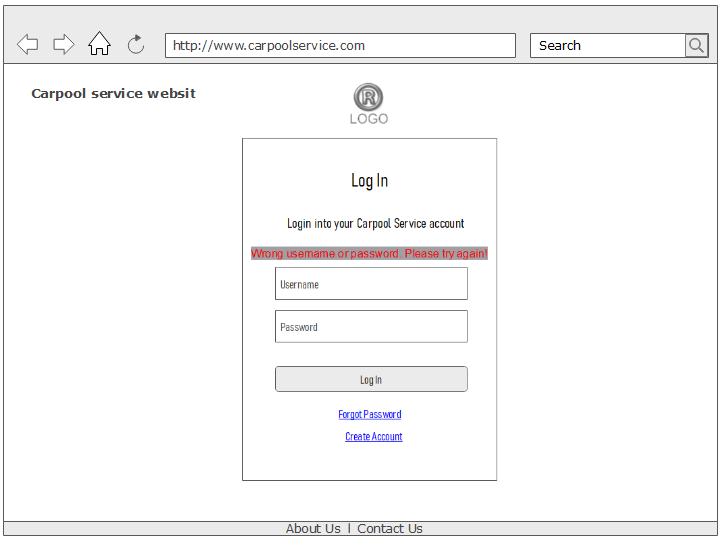 http://www.carpoolservice.com
Search
Carpool service websit
®
LOGO
Log In
Login into your Carpool Service account
Wrong username or password. Please try again!
Username
Password
Log In
Forgot Password
Create Account
About Us | Contact Us